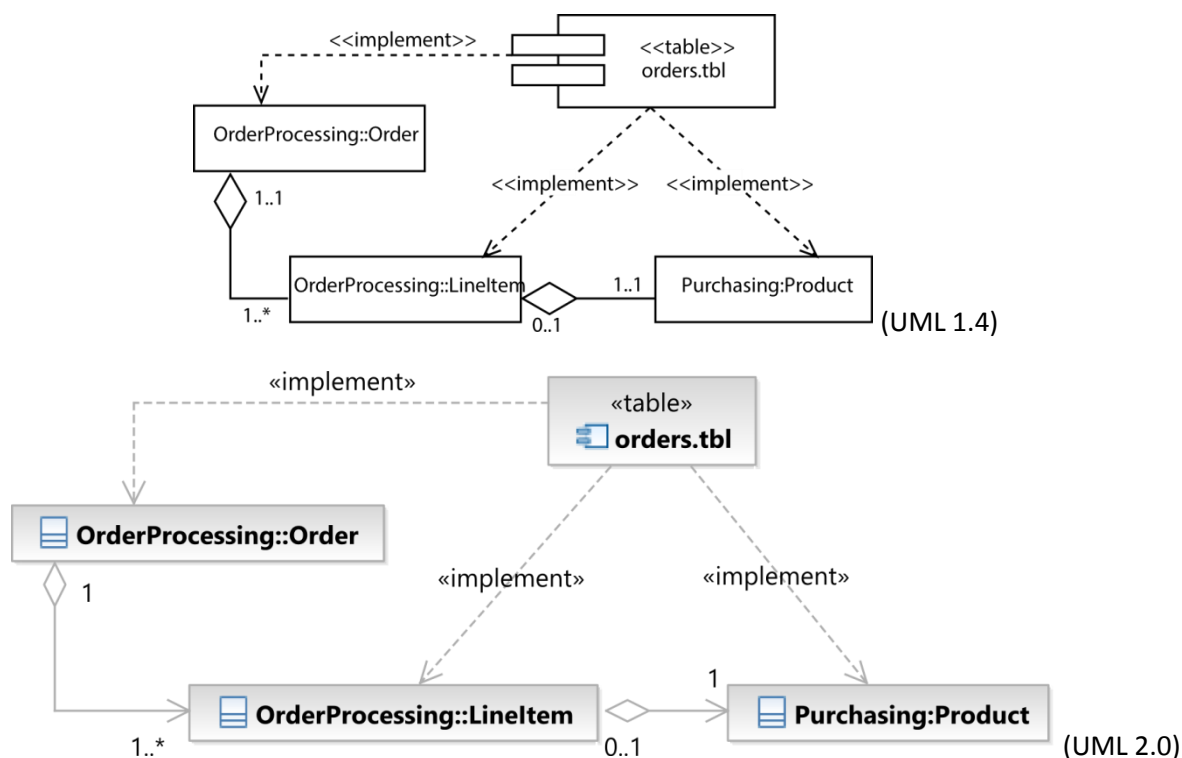 <<implement>>
<<table>>
orders.tbl
OrderProcessing::Order
1..1
<<implement>>
<<implement>>
OrderProcessing::LineItem
1..1
Purchasing:Product
1..*
0..1
(UML 1.4)
«implement»
«table»
orders.tbl
OrderProcessing::Order
1
«implement»
«implement»
1
OrderProcessing::LineItem
Purchasing:Product
1..*
0..1
(UML 2.0)